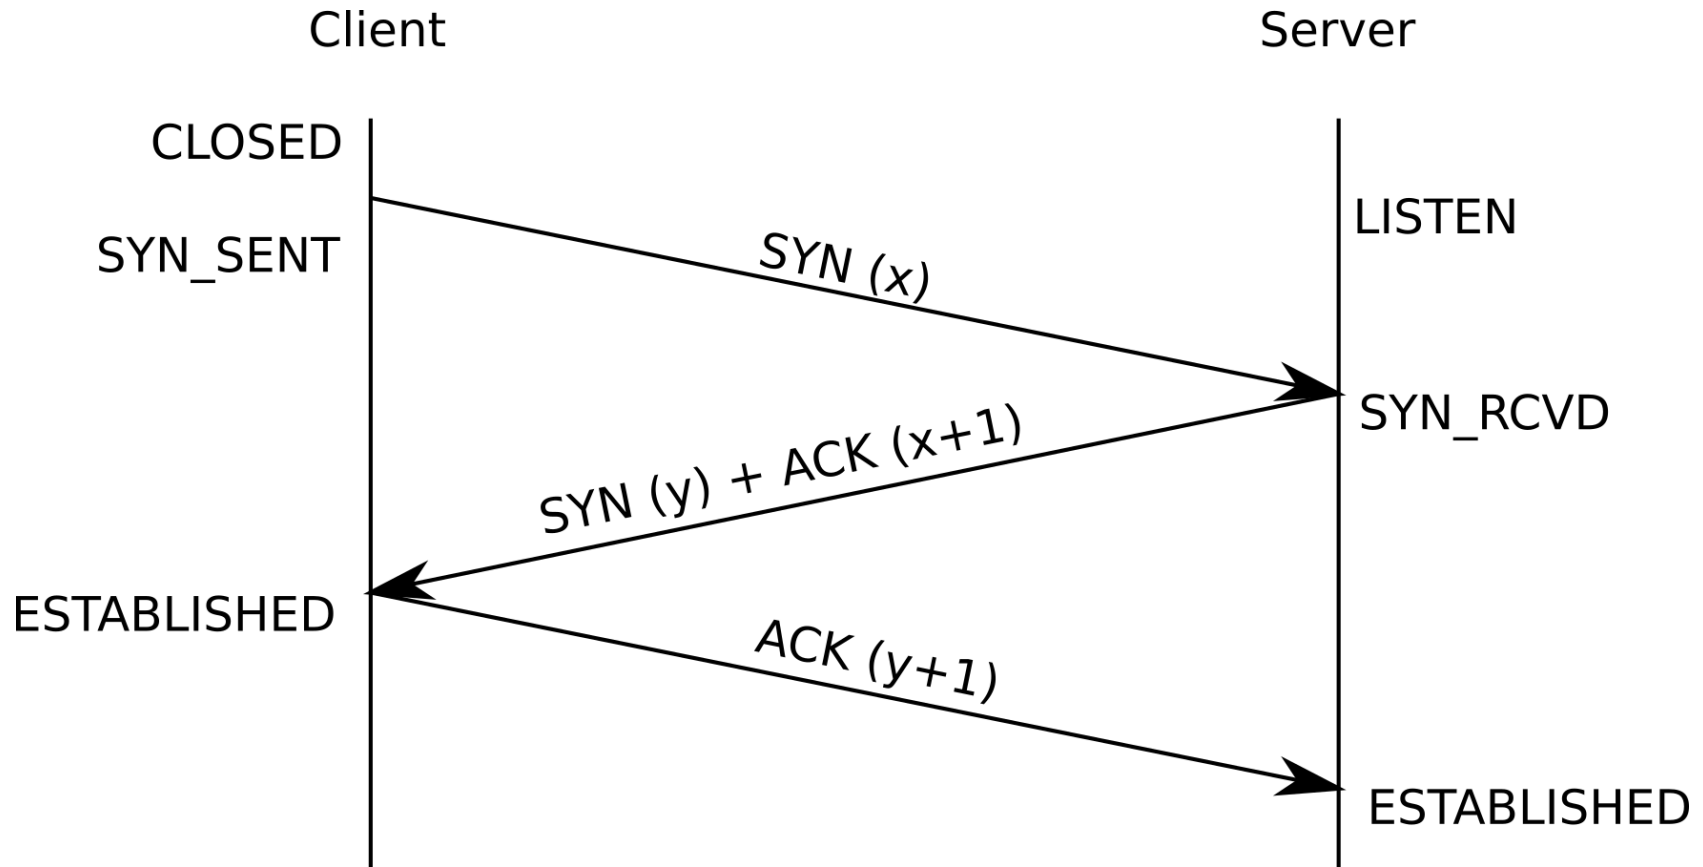 Client
Server
CLOSED
LISTEN
SYN_SENT
SYN (x)
SYN_RCVD
SYN (y) + ACK (x+1)
ESTABLISHED
ACK (y+1)
ESTABLISHED